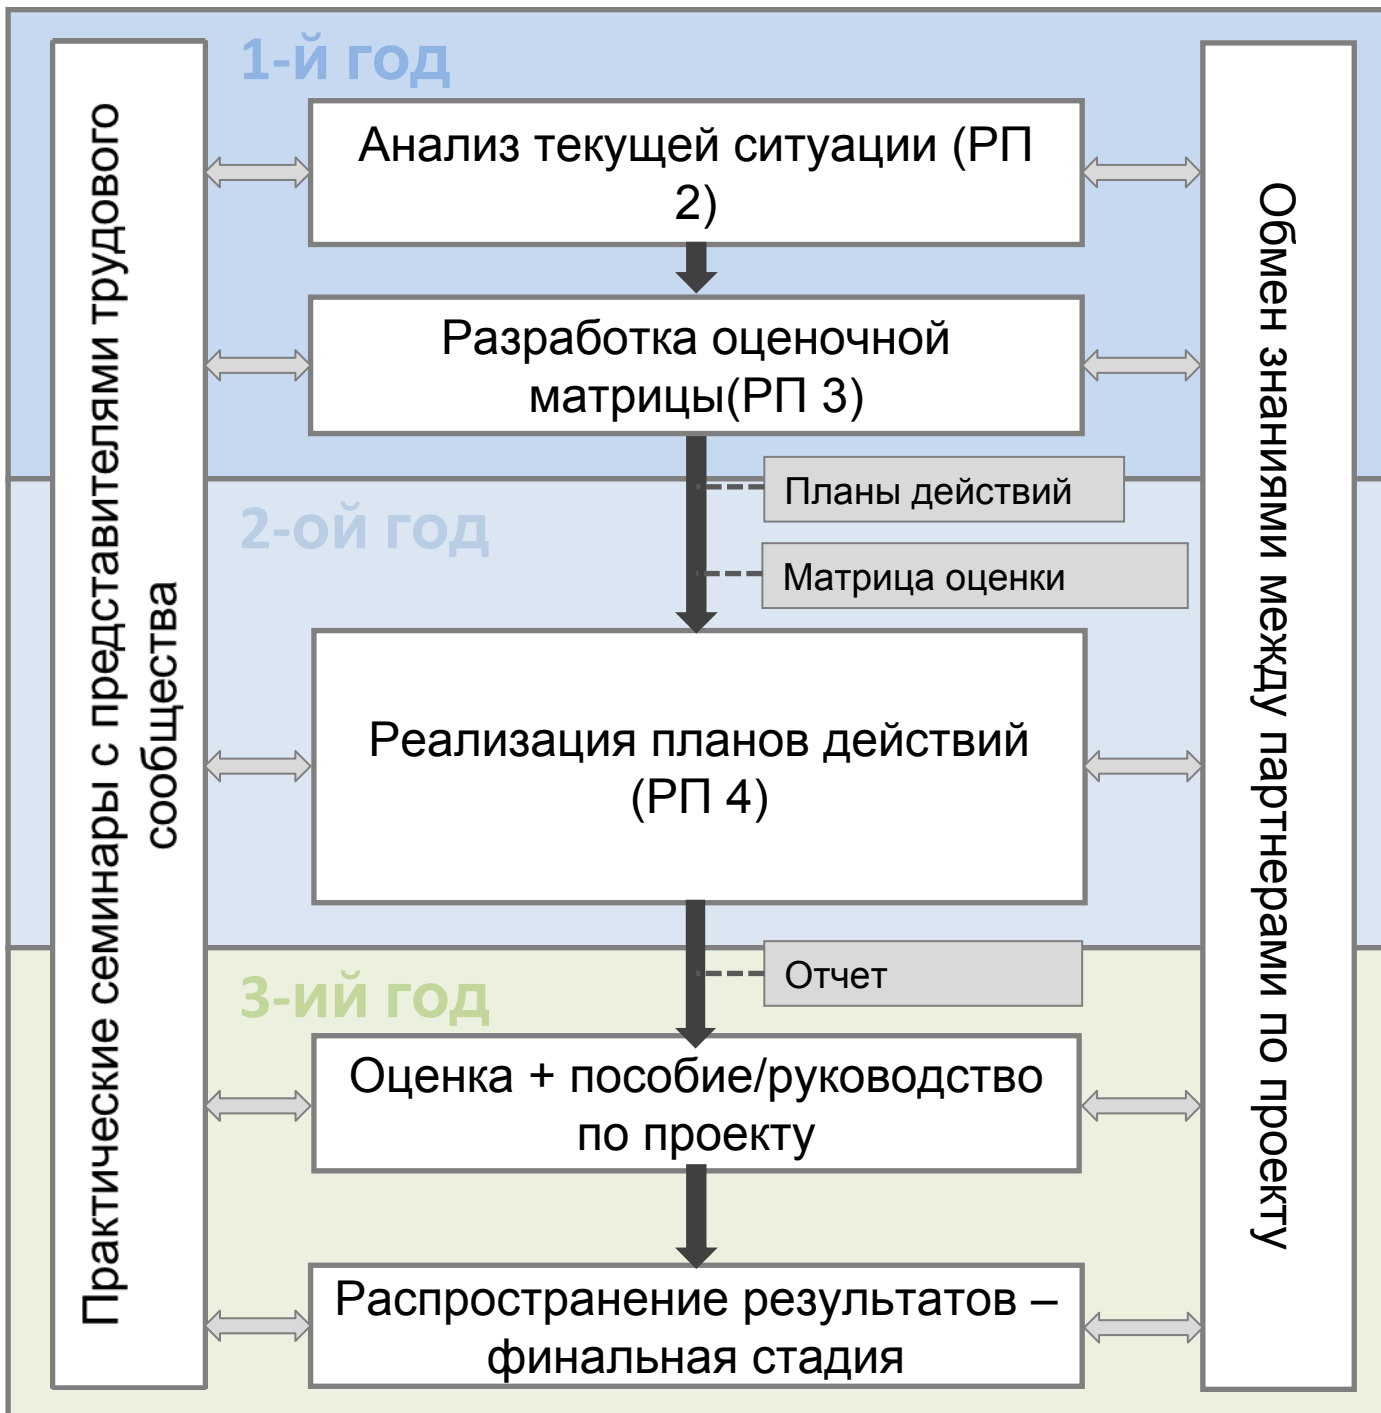 1-й год
Практические семинары с представителями трудового
сообщества
Анализ текущей ситуации (РП
2)
Разработка оценочной
матрицы(РП 3)
Планы действий
2-ой год
Матрица оценки
Реализация планов действий
(РП 4)
Отчет
3-ий год
Оценка + пособие/руководство
по проекту
Распространение результатов –
финальная стадия
Обмен знаниями между партнерами по проекту